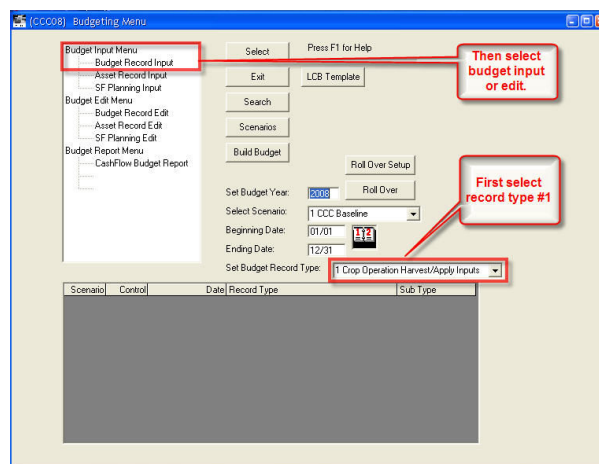 (CCC08) Budgeting Menu
Budget Input Menu
Budget Record Input
Asset Record Input
SF Planning Input
Budget Edit Menu
Budget Record Edit
Asset Record Edit
SF Planning Edit
Budget Report Menu
CashFlow Budget Report
Select
Press F1 for Help
Exit
LCB Template
Search
Scenarios
Build Budget
Roll Over Setup
Set Budget Year:
2008
Roll Over
Select Scenario:
1 CCC Baseline
Beginning Date:
01/01
Ending Date:
12/31
Set Budget Record Type:
1 Crop Operation Harvest/Apply Inputs
Then select
budget input
or edit.
First select
record type #1
Scenario Control Date Record Type Sub Type